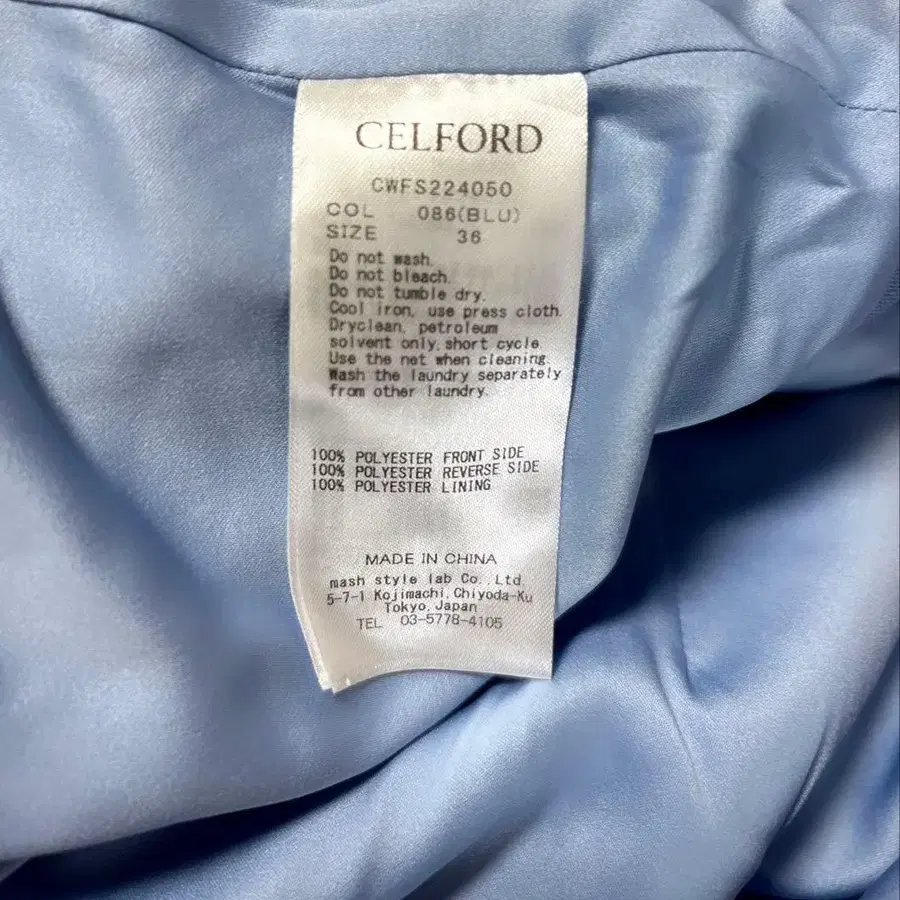 CELFORD
CWFS224050
COL 086(BLU)
SIZE 36
Do not wash.
Do not bleach.
Do not tumble dry.
Cool iron, use press cloth.
Dryclean, petroleum
solvent only, short cycle.
Use the net when cleaning.
Wash the laundry separately
from other laundry.
100% POLYESTER FRONT SIDE
100% POLYESTER REVERSE SIDE
100% POLYESTER LINING
MADE IN CHINA
mash style lab Co., Ltd.
5-7-1 Kojimachi, Chiyoda-Ku
Tokyo, Japan
TEL 03-5778-4105